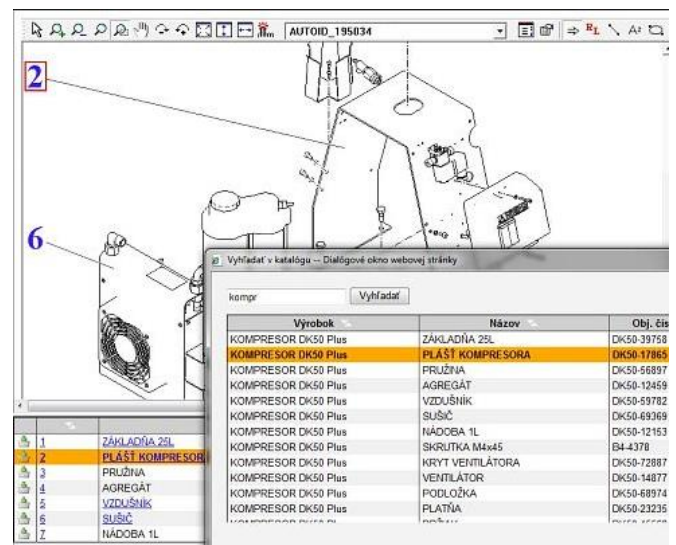 AUTOID_195034
2
6
Vyhľadať v katalógu -- Dialógové okno webovej stránky
kompr Vyhľadať
Výrobok Názov Obj. čís
KOMPRESOR DK50 Plus ZÁKLADŇA 25L DK50-39758
KOMPRESOR DK50 Plus PLÁŠŤ KOMPRESORA DK50-17865
KOMPRESOR DK50 Plus PRUŽINA DK50-56897
KOMPRESOR DK50 Plus AGREGÁT DK50-12459
KOMPRESOR DK50 Plus VZDUŠNÍK DK50-59782
KOMPRESOR DK50 Plus SUŠIČ DK50-69369
KOMPRESOR DK50 Plus NÁDOBA 1L DK50-12153
KOMPRESOR DK50 Plus SKRUTKA M4x45 B4-4378
KOMPRESOR DK50 Plus KRYT VENTILÁTORA DK50-72887
KOMPRESOR DK50 Plus VENTILÁTOR DK50-14877
KOMPRESOR DK50 Plus PODLOŽKA DK50-68974
KOMPRESOR DK50 Plus PLATŇA DK50-23235
1 ZÁKLADŇA 25L
2 PLÁŠŤ KOMPRESOR
3 PRUŽINA
4 AGREGÁT
5 VZDUŠNÍK
6 SUŠIČ
7 NÁDOBA 1L